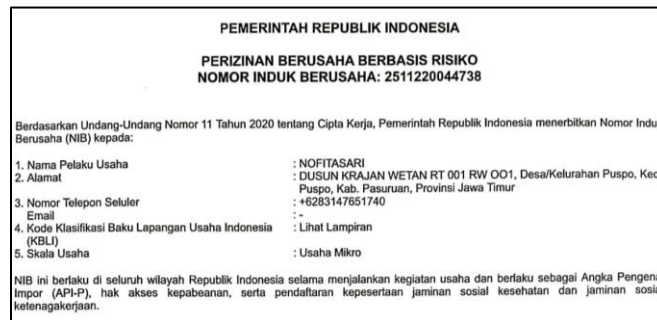 PEMERINTAH REPUBLIK INDONESIA
PERIZINAN BERUSAHA BERBASIS RISIKO
NOMOR INDUK BERUSAHA: 2511220044738
Berdasarkan Undang-Undang Nomor 11 Tahun 2020 tentang Cipta Kerja, Pemerintah Republik Indonesia menerbitkan Nomor Indu
Berusaha (NIB) kepada:
1. Nama Pelaku Usaha : NOFITASARI
2. Alamat : DUSUN KRAJAN WETAN RT 001 RW OO1, Desa/Kelurahan Puspo, Kec
Puspo, Kab. Pasuruan, Provinsi Jawa Timur
3. Nomor Telepon Seluler : +6283147651740
Email : -
4. Kode Klasifikasi Baku Lapangan Usaha Indonesia : Lihat Lampiran
(KBLI)
5. Skala Usaha : Usaha Mikro
NIB ini berlaku di seluruh wilayah Republik Indonesia selama menjalankan kegiatan usaha dan berlaku sebagai Angka Pengena
Impor (API-P), hak akses kepabeanan, serta pendaftaran kepesertaan jaminan sosial kesehatan dan jaminan sosia
ketenagakerjaan.